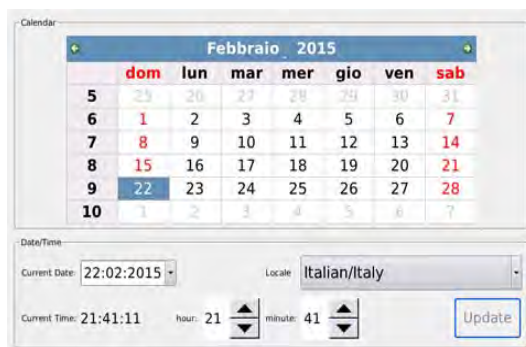 Calendar
Febbraio 2015
dom lun mar mer gio ven sab
5 25 26 27 28 29 30 31
6 1 2 3 4 5 6 7
7 8 9 10 11 12 13 14
8 15 16 17 18 19 20 21
9 22 23 24 25 26 27 28
10 1 2 3 4 5 6 7
Date/Time
Current Date: 22:02:2015 Locale Italian/Italy
Current Time: 21:41:11 hour: 21 minute: 41 Update